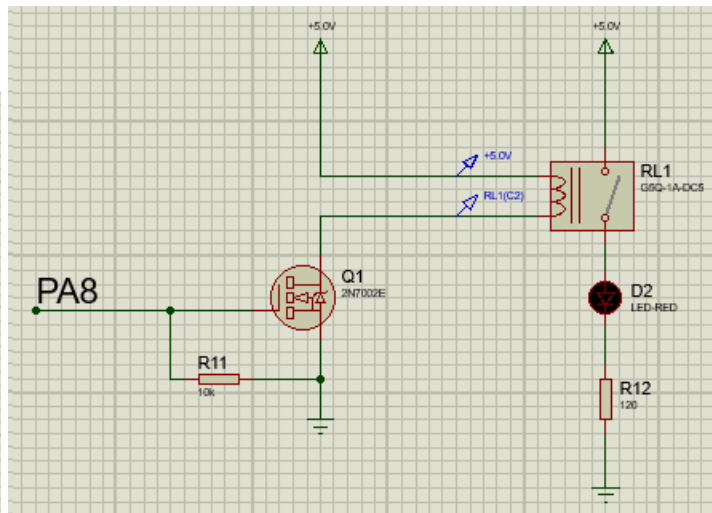 +5.0V
+5.0V
+5.0V
RL1
G5Q-1A-DC5
RL1(C2)
Q1
2N7002E
PA8
D2
LED-RED
R11
10k
R12
120